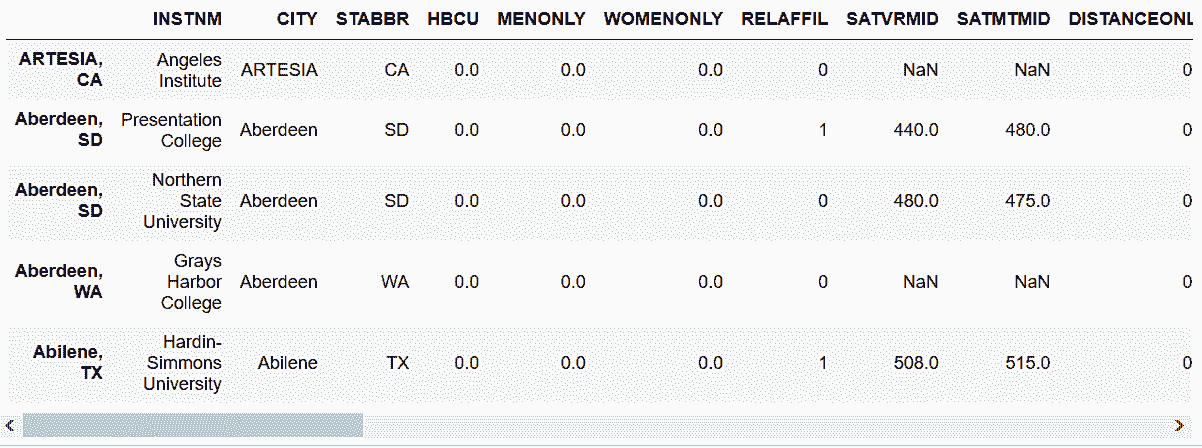 INSTNM CITY STABBR HBCU MENONLY WOMENONLY RELAFFIL SATVRMID SATMTMID DISTANCEONL
ARTESIA, CA Angeles Institute ARTESIA CA 0.0 0.0 0.0 0 NaN NaN 0
Aberdeen, SD Presentation College Aberdeen SD 0.0 0.0 0.0 1 440.0 480.0 0
Aberdeen, SD Northern State University Aberdeen SD 0.0 0.0 0.0 0 480.0 475.0 0
Aberdeen, WA Grays Harbor College Aberdeen WA 0.0 0.0 0.0 0 NaN NaN 0
Abilene, TX Hardin-Simmons University Abilene TX 0.0 0.0 0.0 1 508.0 515.0 0